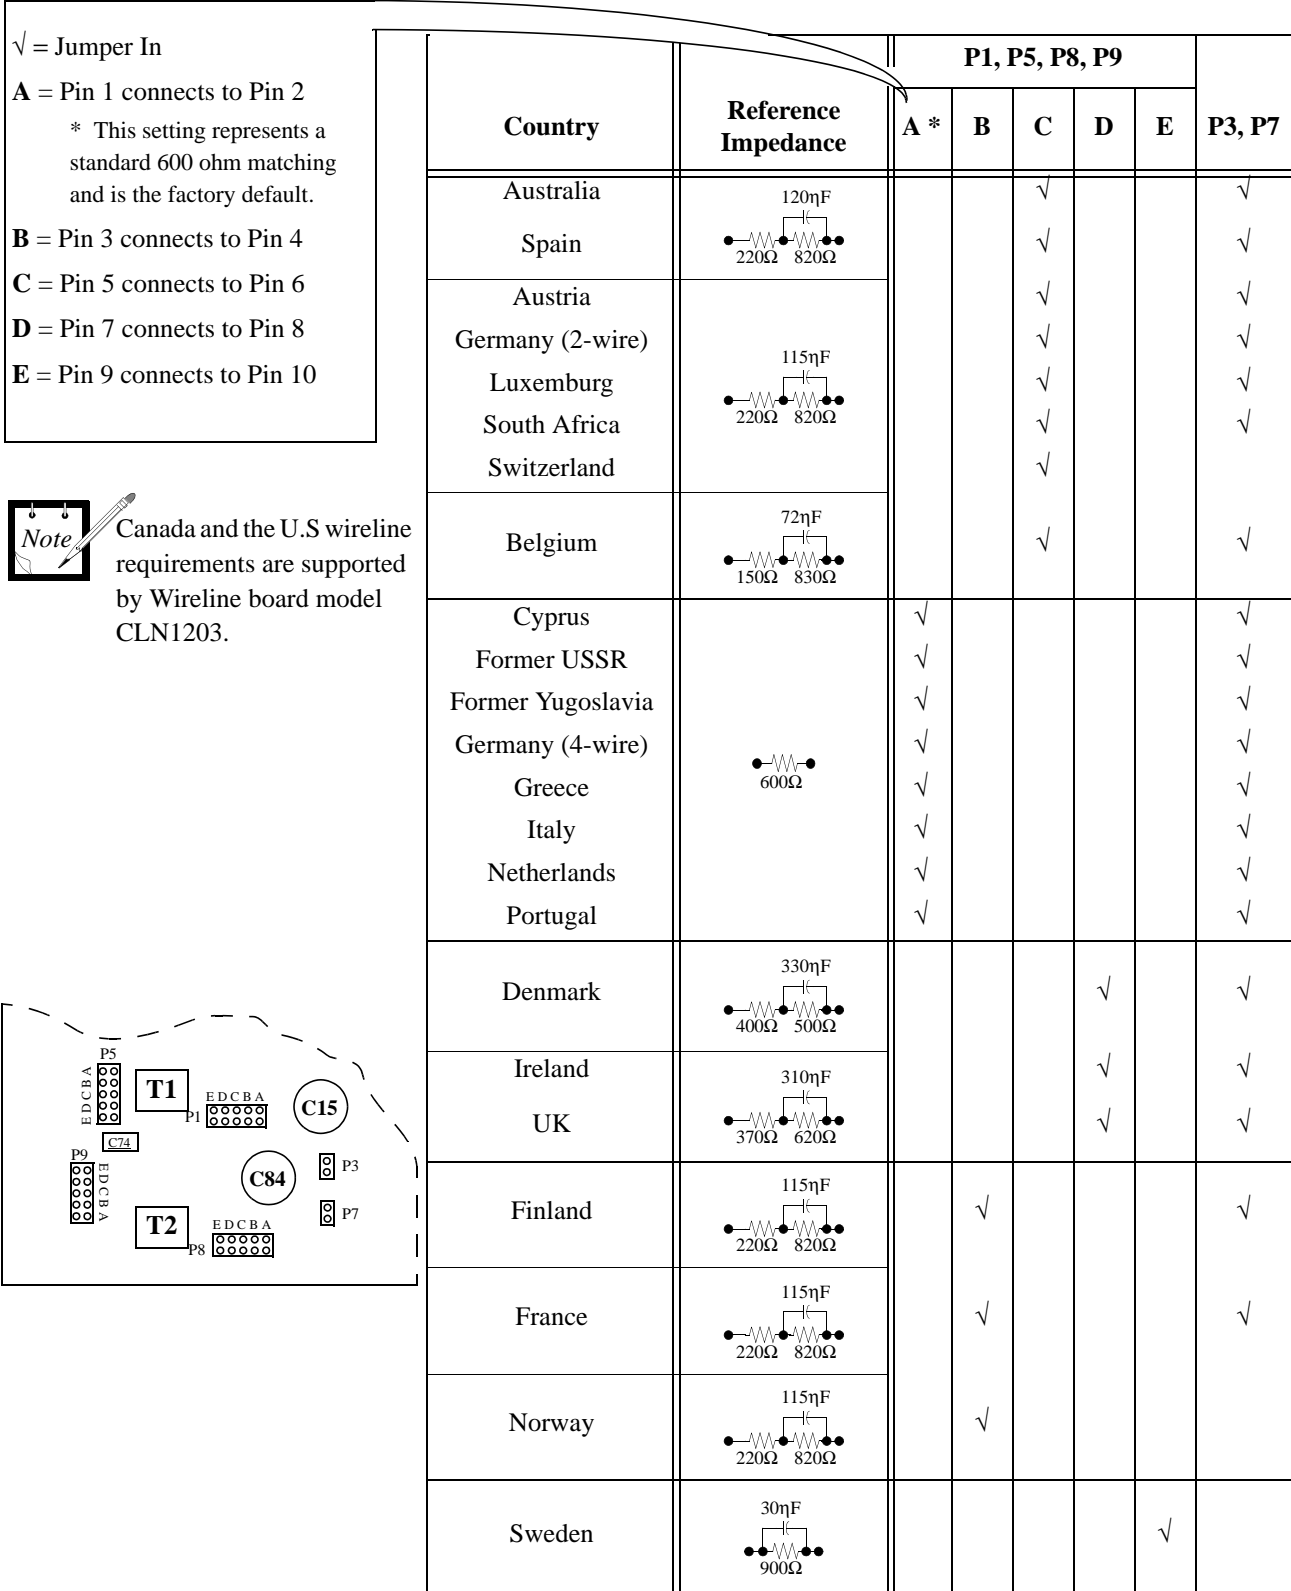 √ = Jumper In
A = Pin 1 connects to Pin 2
* This setting represents a
standard 600 ohm matching
and is the factory default.
B = Pin 3 connects to Pin 4
C = Pin 5 connects to Pin 6
D = Pin 7 connects to Pin 8
E = Pin 9 connects to Pin 10
Note
Canada and the U.S wireline
requirements are supported
by Wireline board model
CLN1203.
P5
E D C B A
T1
E D C B A
P1
C15
C74
P9
E D C B A
C84
P3
P7
T2
E D C B A
P8
P1, P5, P8, P9
Country Reference Impedance A * B C D E P3, P7
Australia √ √
120ηF
220Ω 820Ω
Spain √ √
Austria √ √
Germany (2-wire) √ √
115ηF
Luxemburg √ √
220Ω 820Ω
South Africa √ √
Switzerland √
72ηF
Belgium √ √
150Ω 830Ω
Cyprus √ √
Former USSR √ √
Former Yugoslavia √ √
Germany (4-wire) √ √
600Ω
Greece √ √
Italy √ √
Netherlands √ √
Portugal √ √
330ηF
Denmark √ √
400Ω 500Ω
Ireland √ √
310ηF
UK √ √
370Ω 620Ω
115ηF
Finland √ √
220Ω 820Ω
115ηF
France √ √
220Ω 820Ω
115ηF
Norway √
220Ω 820Ω
30ηF
Sweden √
900Ω